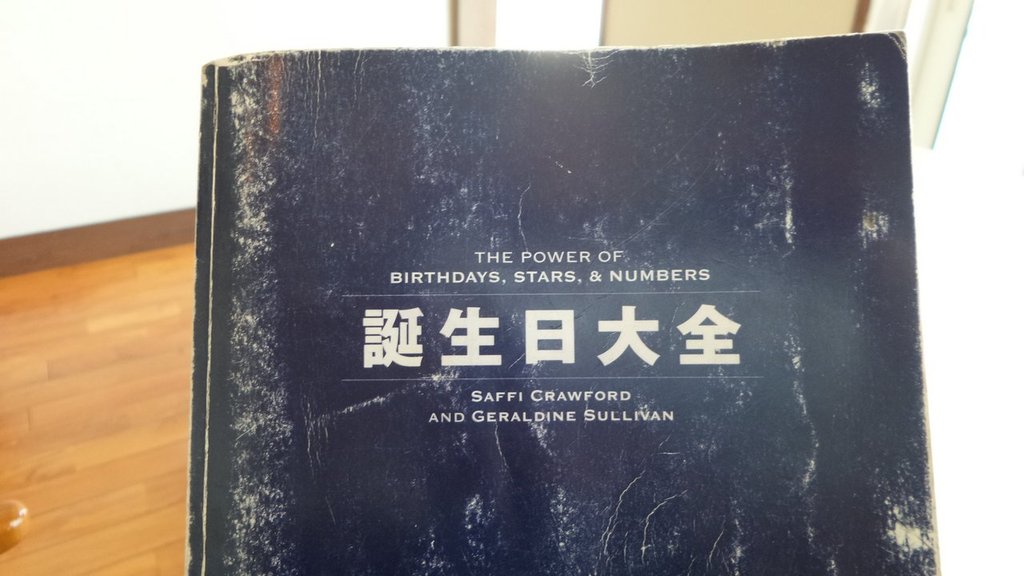 THE POWER OF
BIRTHDAYS, STARS, & NUMBERS
誕生日大全
SAFFI CRAWFORD
AND GERALDINE SULLIVAN